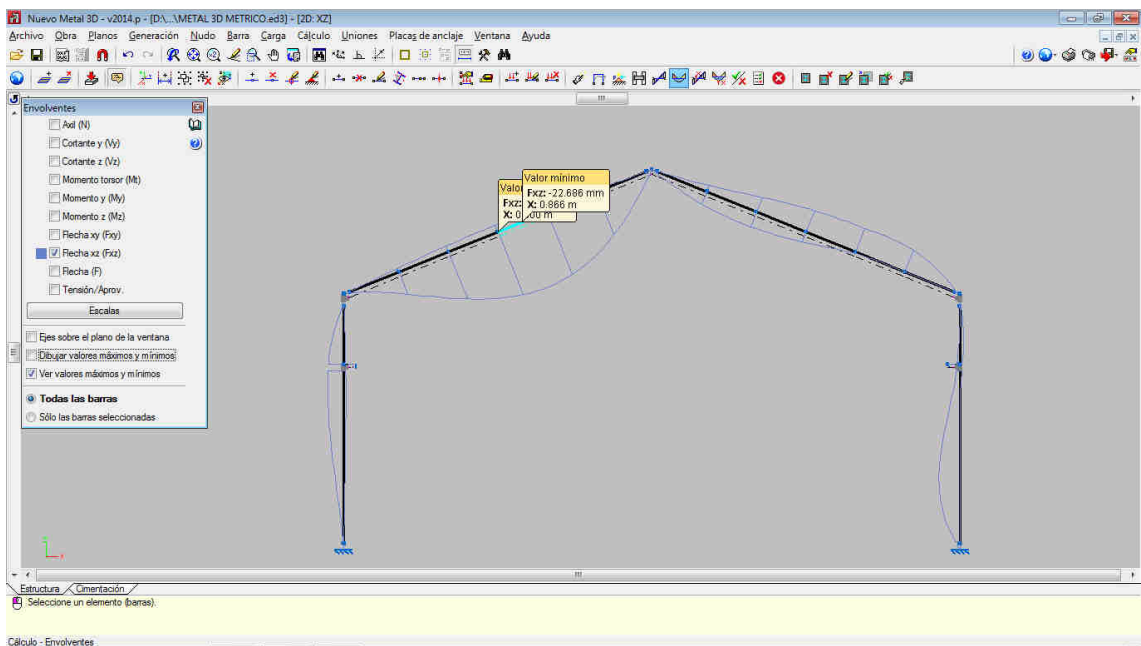 Nuevo Metal 3D - v2014.p - [D:\...\METAL 3D METRICO.ed3] - [2D: XZ]
Archivo Obra Planos Generación Nudo Barra Carga Cálculo Uniones Placas de anclaje Ventana Ayuda
Envolventes
Axil (N)
Cortante y (Vy)
Cortante z (Vz)
Momento torsor (Mt)
Momento y (My)
Momento z (Mz)
Flecha xy (Fxy)
Flecha xz (Fxz)
Flecha (F)
Tensión/Aprov.
Escalas
Ejes sobre el plano de la ventana
Dibujar valores máximos y mínimos
Ver valores máximos y mínimos
Todas las barras
Sólo las barras seleccionadas
Valor mínimo
Fxz: -22.686 mm
X: 0.866 m
Valo
Fxz:
X: 0
00 m
Estructura Cimentación
Seleccione un elemento (barras).
Cálculo - Envolventes